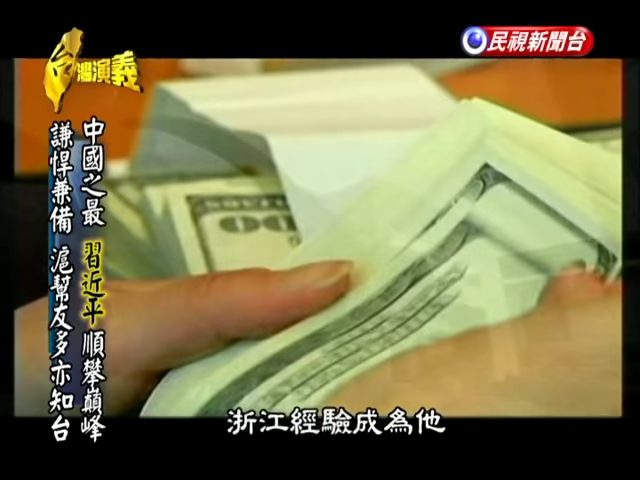 台灣演義
民視新聞台
中國之最 習近平 順攀巔峰
謙悍兼備 滬幫友多亦知台
浙江經驗成為他